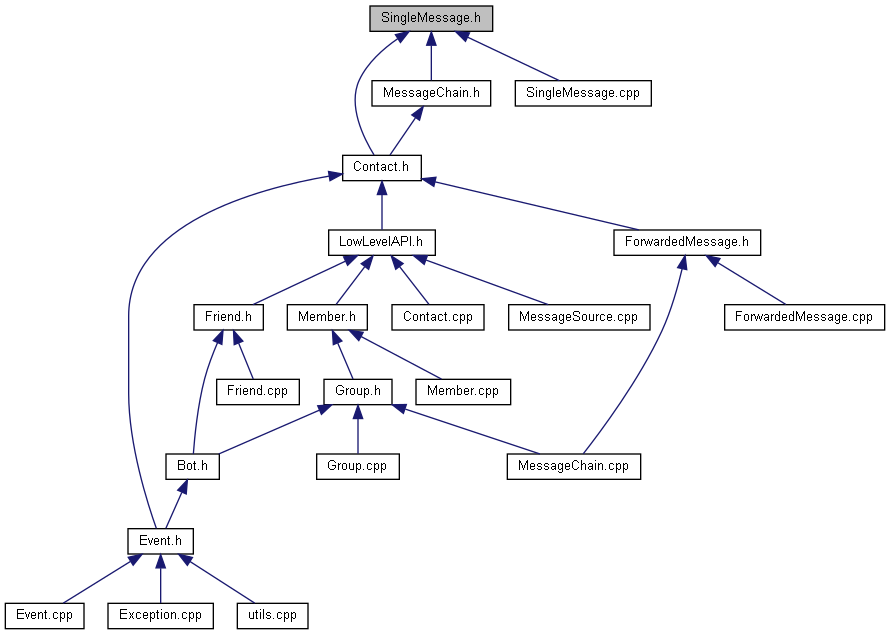 SingleMessage.h
MessageChain.h
SingleMessage.cpp
Contact.h
LowLevelAPI.h
ForwardedMessage.h
Friend.h
Member.h
Contact.cpp
MessageSource.cpp
ForwardedMessage.cpp
Friend.cpp
Group.h
Member.cpp
Bot.h
Group.cpp
MessageChain.cpp
Event.h
Event.cpp
Exception.cpp
utils.cpp